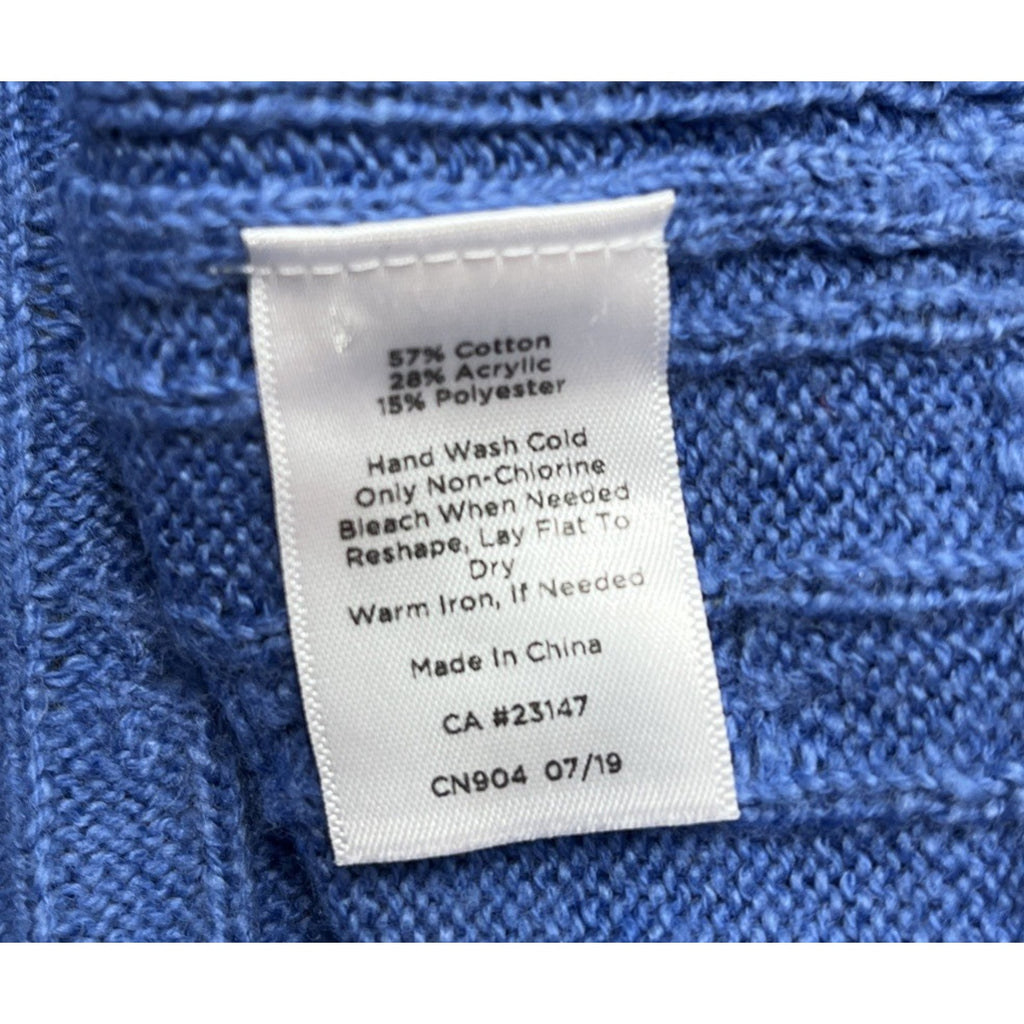 57% Cotton
28% Acrylic
15% Polyester
Hand Wash Cold
Only Non-Chlorine
Bleach When Needed
Reshape, Lay Flat To
Dry
Warm Iron, If Needed
Made In China
CA #23147
CN904 07/19